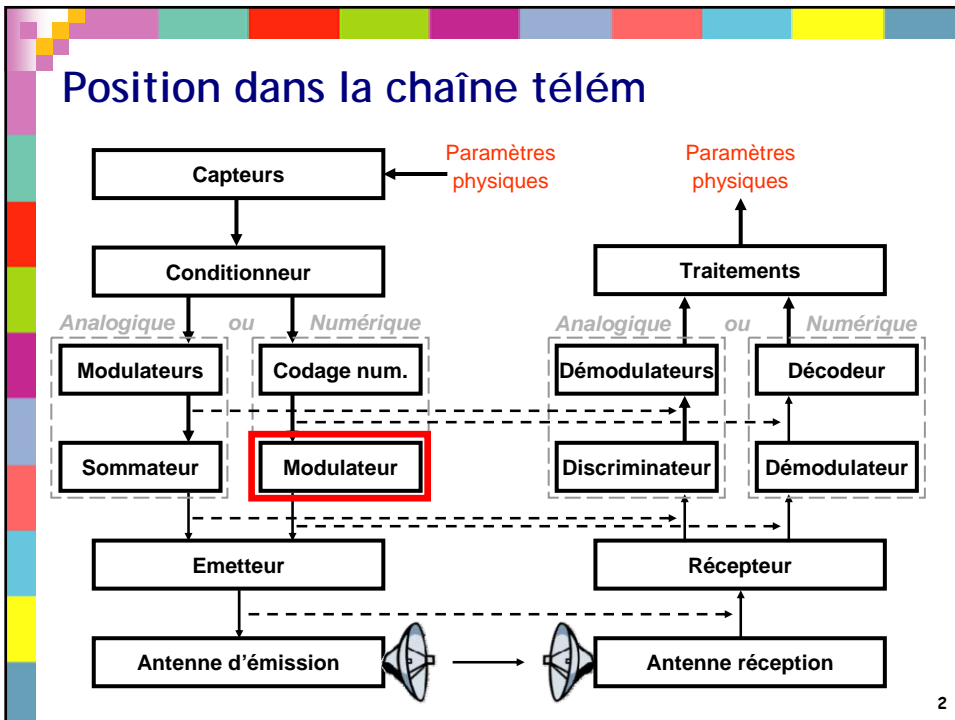 Position dans la chaîne télém
Paramètres
physiques
Paramètres
physiques
Capteurs
Conditionneur
Traitements
Analogique ou Numérique
Analogique ou Numérique
Modulateurs
Codage num.
Démodulateurs
Décodeur
Sommateur
Modulateur
Discriminateur
Démodulateur
Emetteur
Récepteur
Antenne d'émission
Antenne réception
2